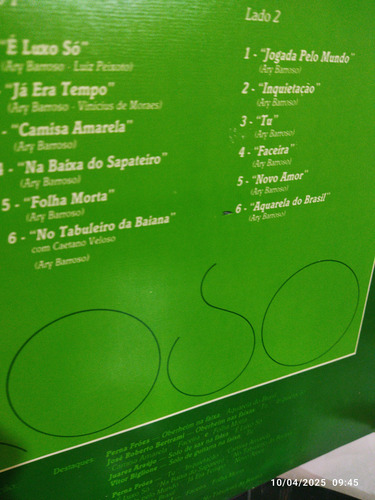 Lado 2
"É Luxo Só"
(Ary Barroso - Luiz Peixoto)
"Já Era Tempo"
(Ary Barroso - Vinicius de Moraes)
- "Camisa Amarela"
(Ary Barroso)
4 - "Na Baixa do Sapateiro"
(Ary Barroso)
5 - "Folha Morta"
(Ary Barroso)
6 - "No Tabuleiro da Baiana"
com Caetano Veloso
(Ary Barroso)
1 - "Jogada Pelo Mundo"
(Ary Barroso)
2 - "Inquietação"
(Ary Barroso)
3 - "Tu"
(Ary Barroso)
4 - "Faceira"
(Ary Barroso)
5 - "Novo Amor"
(Ary Barroso)
6 - "Aquarela do Brasil"
(Ary Barroso)
OSO
Destaques:
José Roberto Bertrami
10/04/2025 09:45